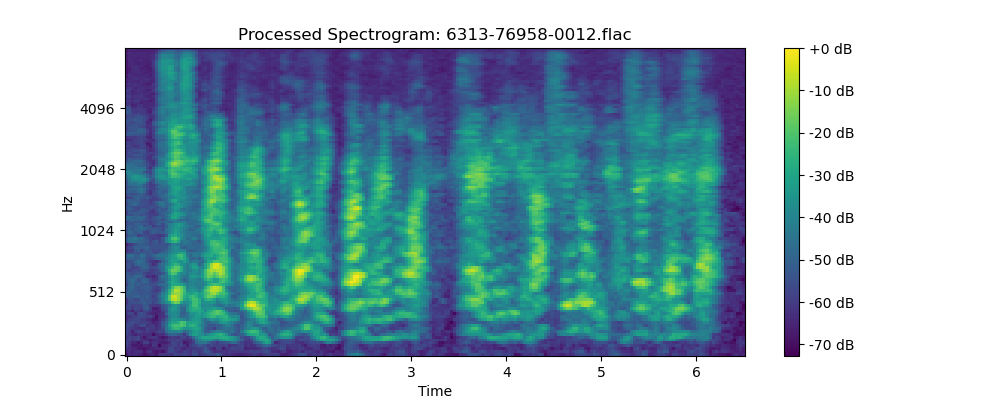 Processed Spectrogram: 6313-76958-0012.flac
Hz
4096
2048
1024
512
0
0 1 2 3 4 5 6
Time
+0 dB
-10 dB
-20 dB
-30 dB
-40 dB
-50 dB
-60 dB
-70 dB